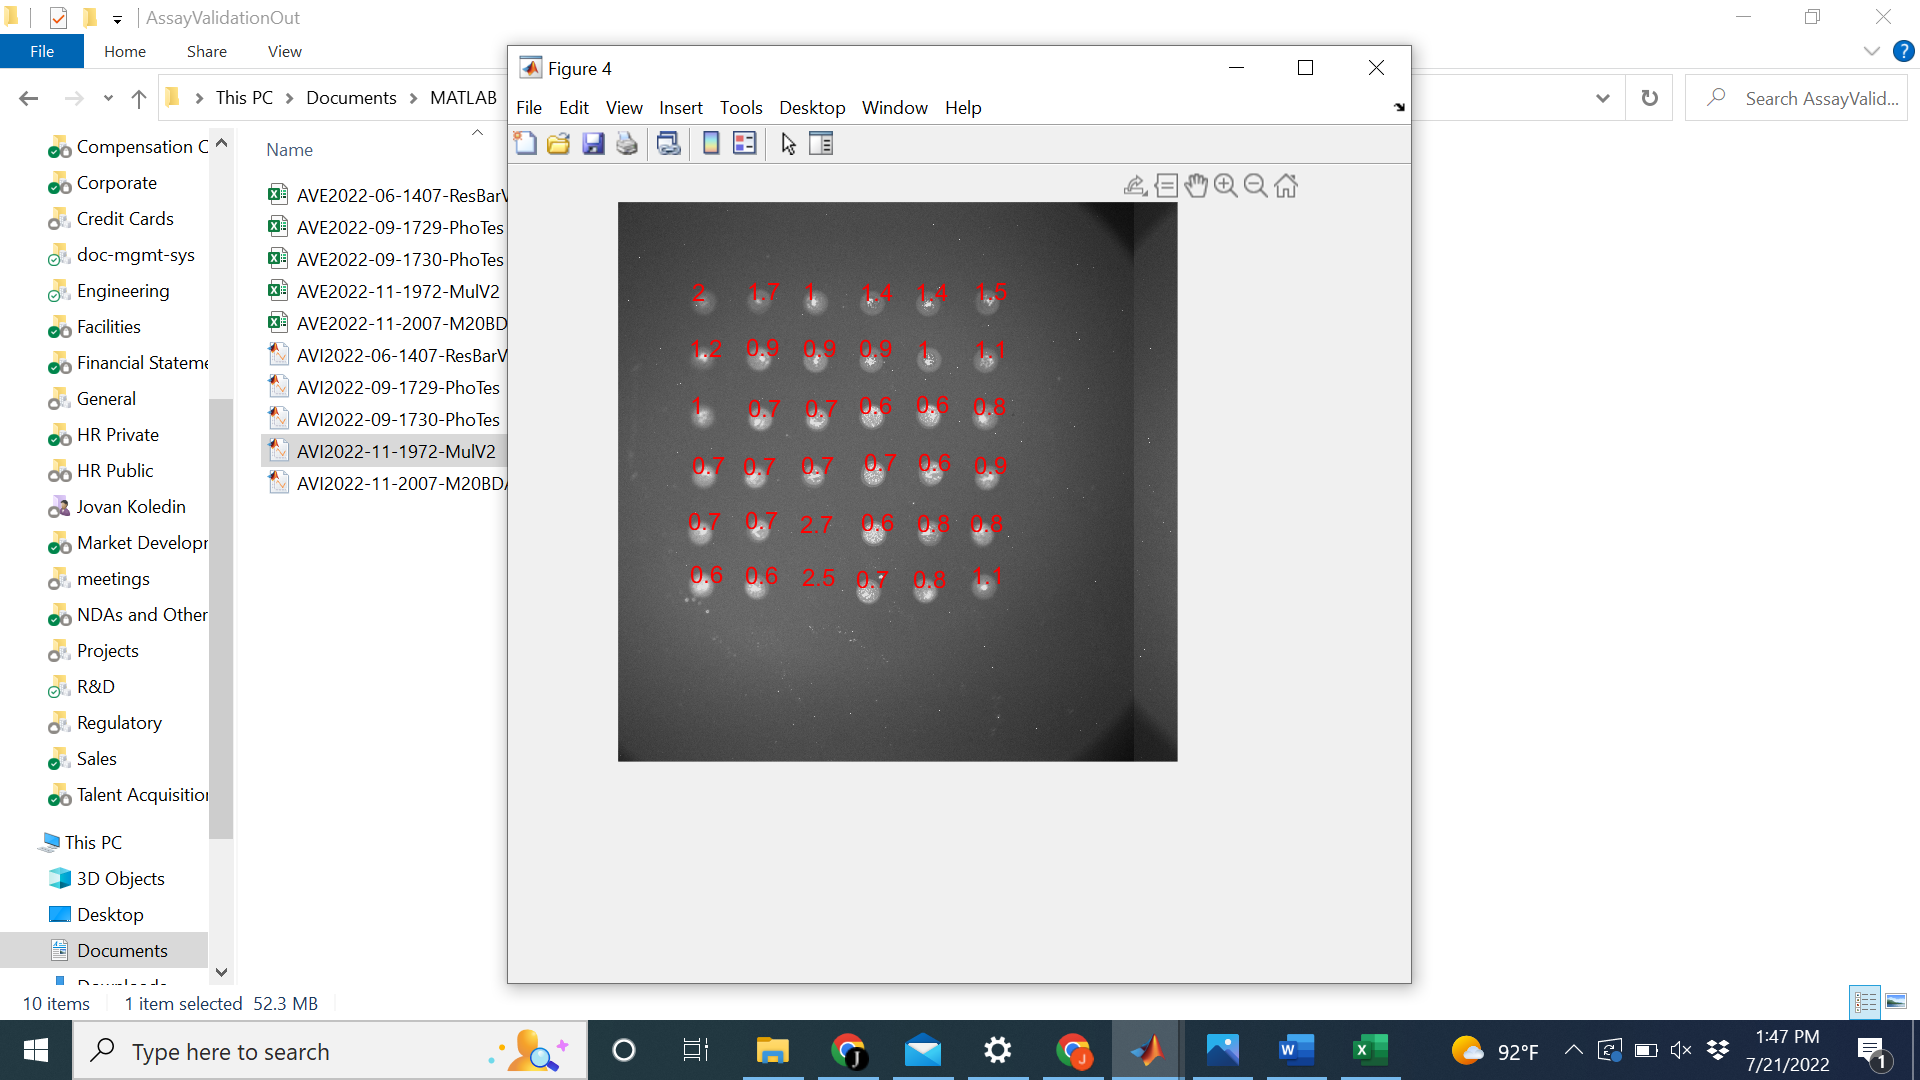 AssayValidationOut
File Home Share View
This PC Documents MATLAB
Search AssayValid...
Compensation C
Corporate
Credit Cards
doc-mgmt-sys
Engineering
Facilities
Financial Stateme
General
HR Private
HR Public
Jovan Koledin
Market Developr
meetings
NDAs and Other
Projects
R&D
Regulatory
Sales
Talent Acquisition
This PC
3D Objects
Desktop
Documents
Downloads
Name
AVE2022-06-1407-ResBarV
AVE2022-09-1729-PhoTes
AVE2022-09-1730-PhoTes
AVE2022-11-1972-MulV2
AVE2022-11-2007-M20BD
AVI2022-06-1407-ResBarV
AVI2022-09-1729-PhoTes
AVI2022-09-1730-PhoTes
AVI2022-11-1972-MulV2
AVI2022-11-2007-M20BDA
Figure 4
File Edit View Insert Tools Desktop Window Help
2 1.7 1 1.4 1.4 1.5
1.2 0.9 0.9 0.9 1 1.1
1 0.7 0.7 0.6 0.6 0.8
0.7 0.7 0.7 0.7 0.6 0.9
0.7 0.7 2.7 0.6 0.8 0.8
0.6 0.6 2.5 0.7 0.8 1.1
10 items 1 item selected 52.3 MB
Type here to search
92°F
1:47 PM
7/21/2022
1